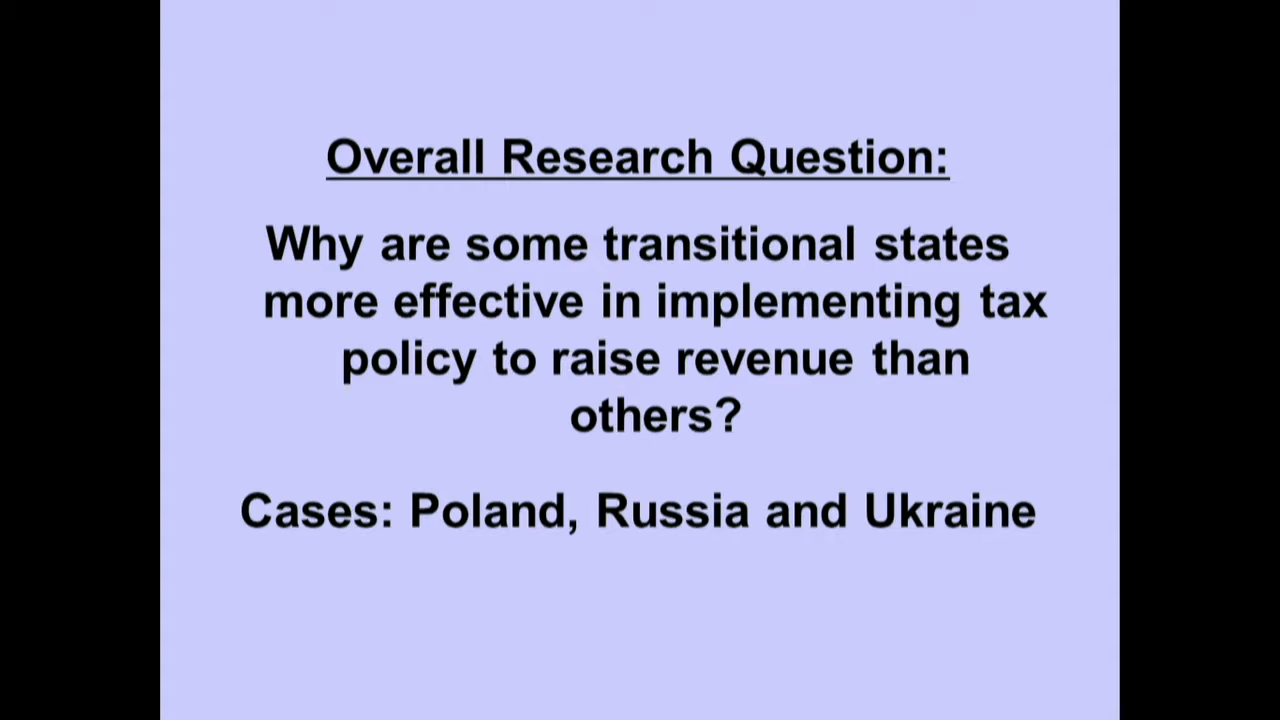 Overall Research Question:
Why are some transitional states
more effective in implementing tax
policy to raise revenue than
others?
Cases: Poland, Russia and Ukraine